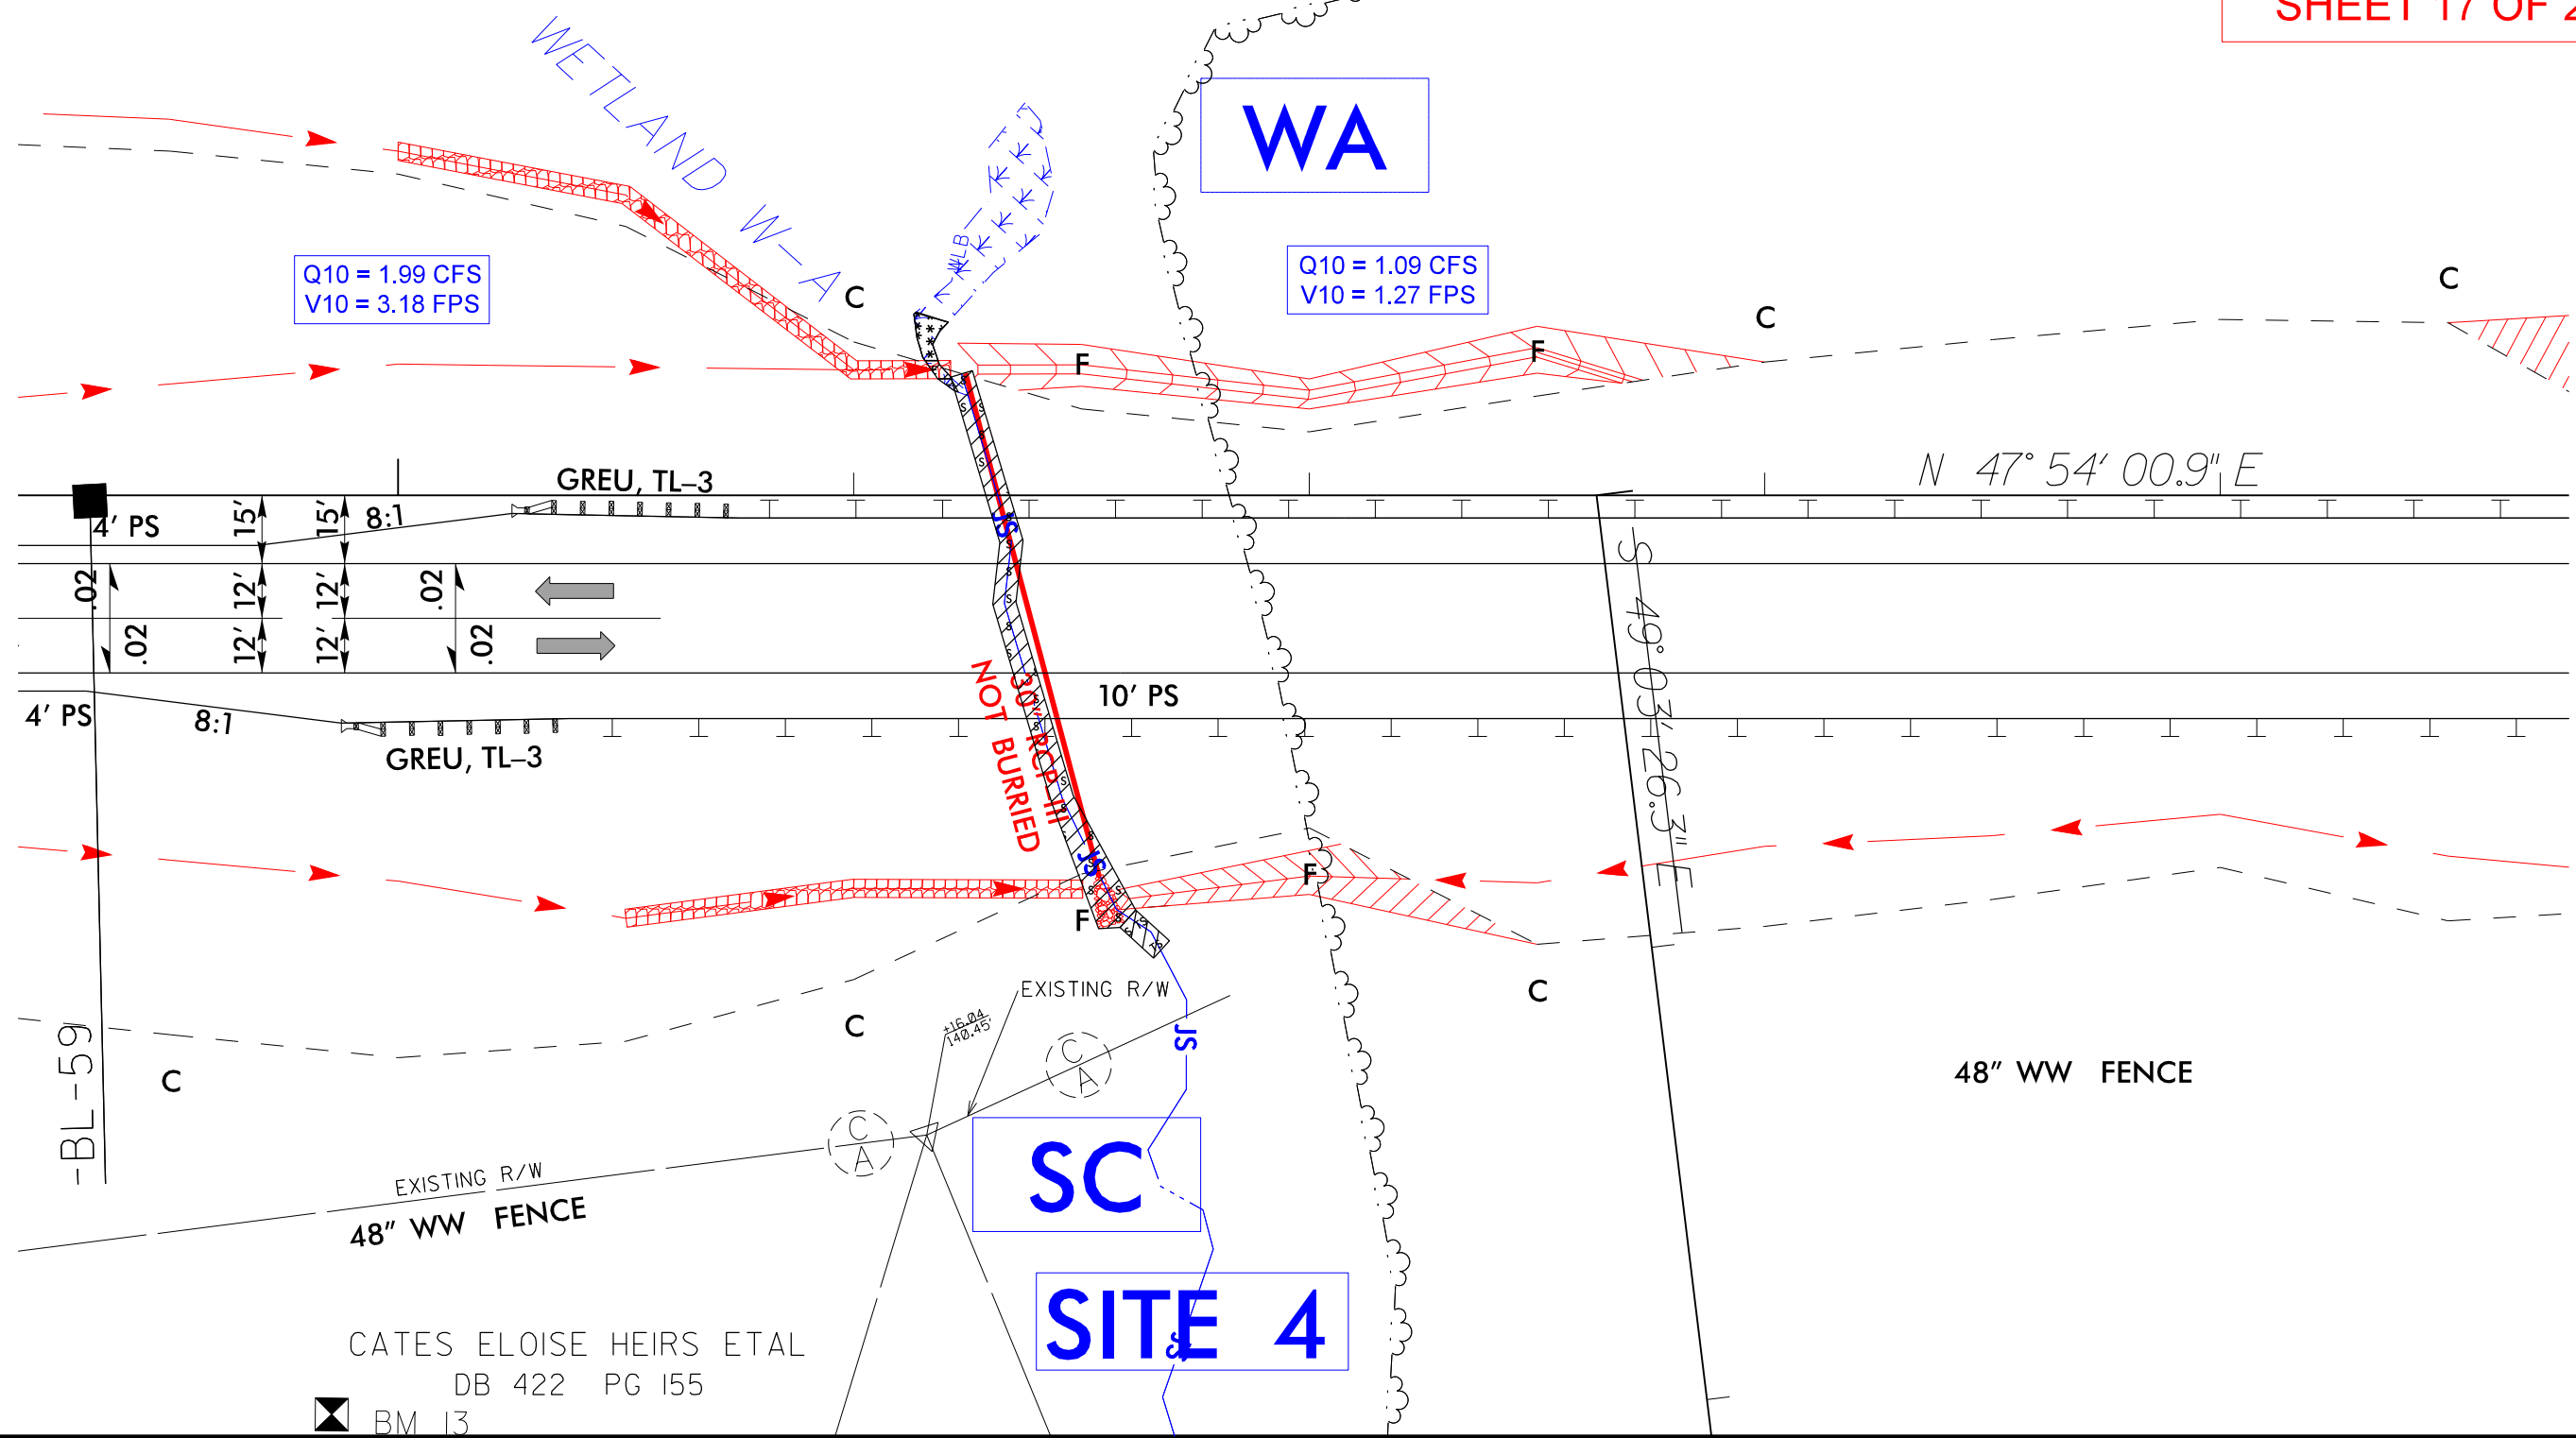 SHEET 17 OF
WETLAND W-A
WA
WLB
Q10 = 1.99 CFS
V10 = 3.18 FPS
Q10 = 1.09 CFS
V10 = 1.27 FPS
C
C
C
F
F
N 47° 54' 00.9" E
GREU, TL-3
4' PS
8:1
15'
15'
JS
.02
12'
12'
.02
.02
12'
12'
.02
S 49° 03' 26.3" E
30" RCP-III
NOT BURRIED
10' PS
4' PS
8:1
GREU, TL-3
JS
F
F
C
EXISTING R/W
+16.04
140.45'
C
JS
C
A
C
48" WW FENCE
-BL-59
C
A
SC
EXISTING R/W
48" WW FENCE
SITE 4
JS
CATES ELOISE HEIRS ETAL
DB 422 PG 155
BM 13